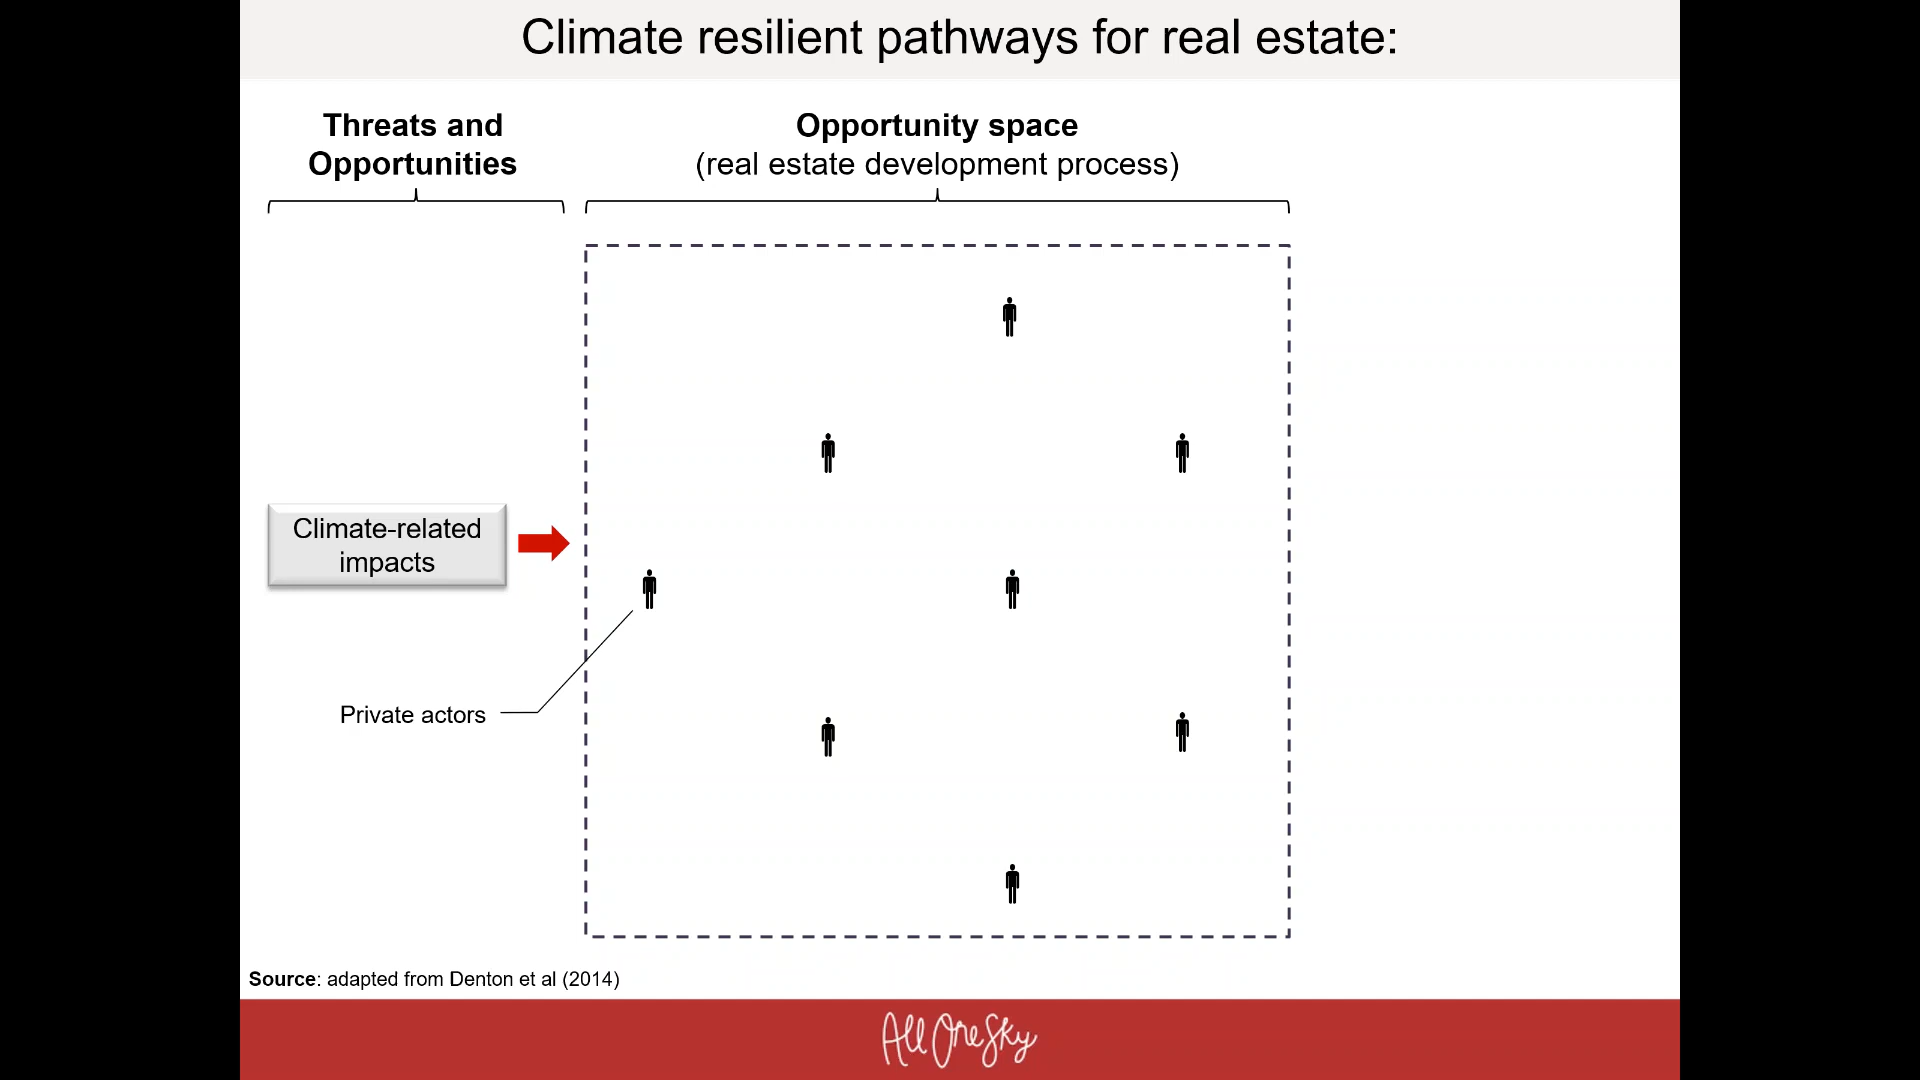 Climate resilient pathways for real estate:
Threats and
Opportunities
Opportunity space
(real estate development process)
Climate-related
impacts
Private actors
Source: adapted from Denton et al (2014)
All One Sky